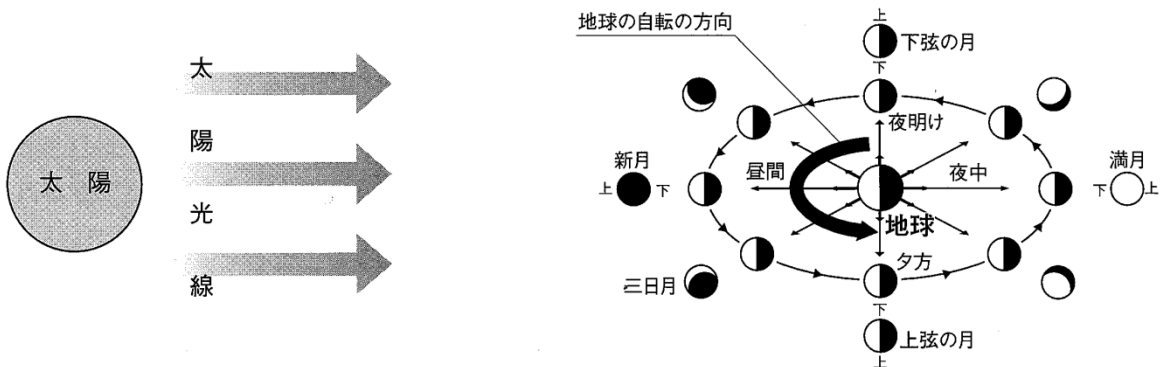 太陽
太陽光線
地球の自転の方向
上
下弦の月
下
夜明け
新月
上
下
昼間
夜中
満月
下
上
地球
夕方
三日月
下
上弦の月
上